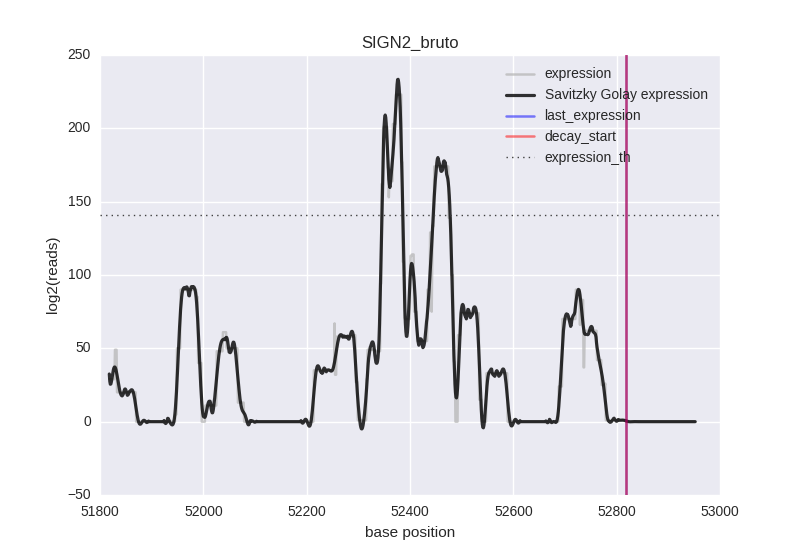 SIGN2_bruto
expression
Savitzky Golay expression
last_expression
decay_start
expression_th
log2(reads)
250
200
150
100
50
0
−50
51800 52000 52200 52400 52600 52800 53000
base position